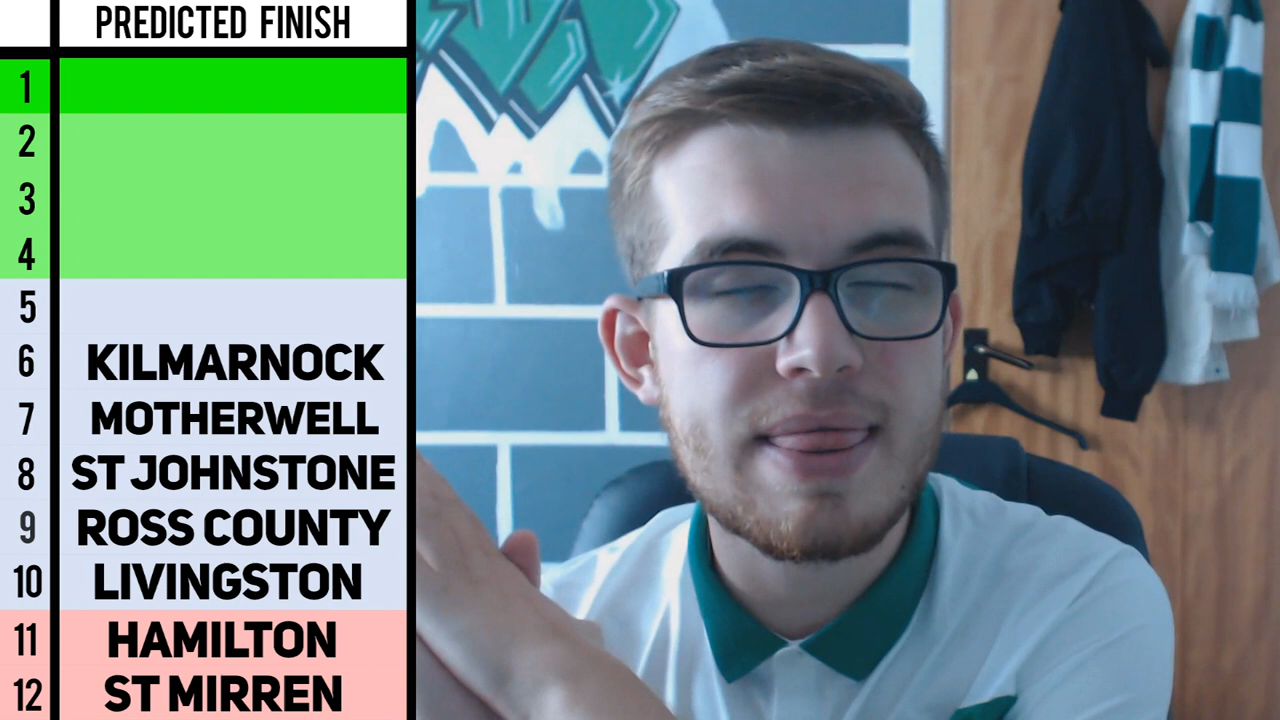 PREDICTED FINISH
1
2
3
4
5
6 KILMARNOCK
7 MOTHERWELL
8 ST JOHNSTONE
9 ROSS COUNTY
10 LIVINGSTON
11 HAMILTON
12 ST MIRREN